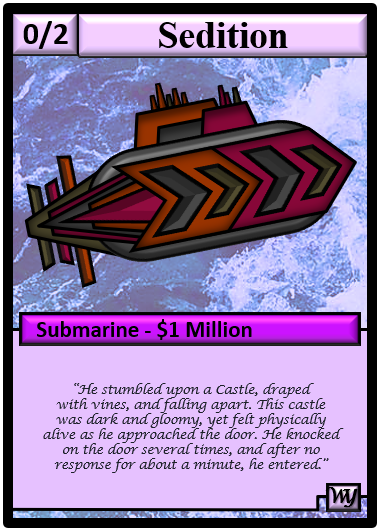 0/2
Sedition
Submarine - $1 Million
"He stumbled upon a Castle, draped
with vines, and falling apart. This castle
was dark and gloomy, yet felt physically
alive as he approached the door. He knocked
on the door several times, and after no
response for about a minute, he entered."
WY